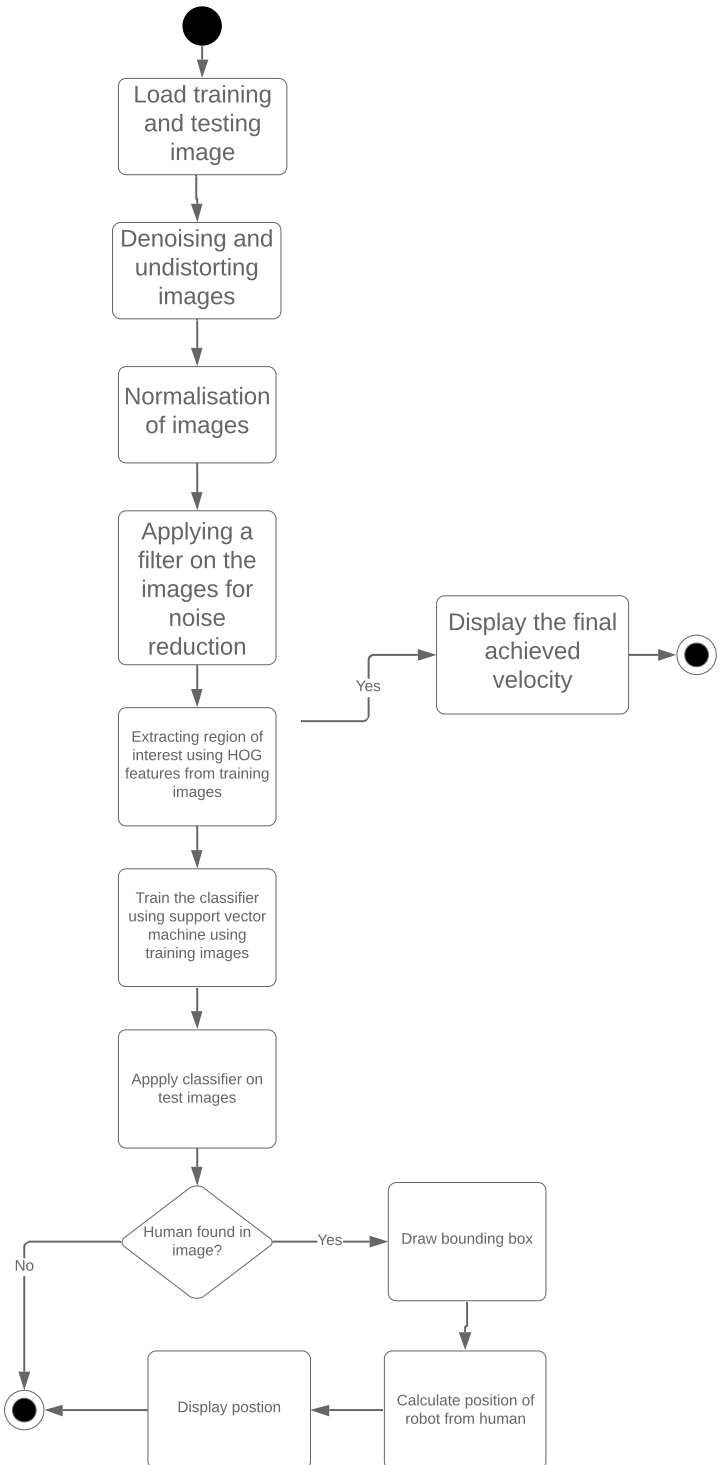 Load training
and testing
image
Denoising and
undistorting
images
Normalisation
of images
Applying a
filter on the
images for
noise
reduction
Display the final
achieved
velocity
Yes
Extracting region of
interest using HOG
features from training
images
Train the classifier
using support vector
machine using
training images
Appply classifier on
test images
Human found in
image?
Yes
Draw bounding box
No
Calculate position of
robot from human
Display postion